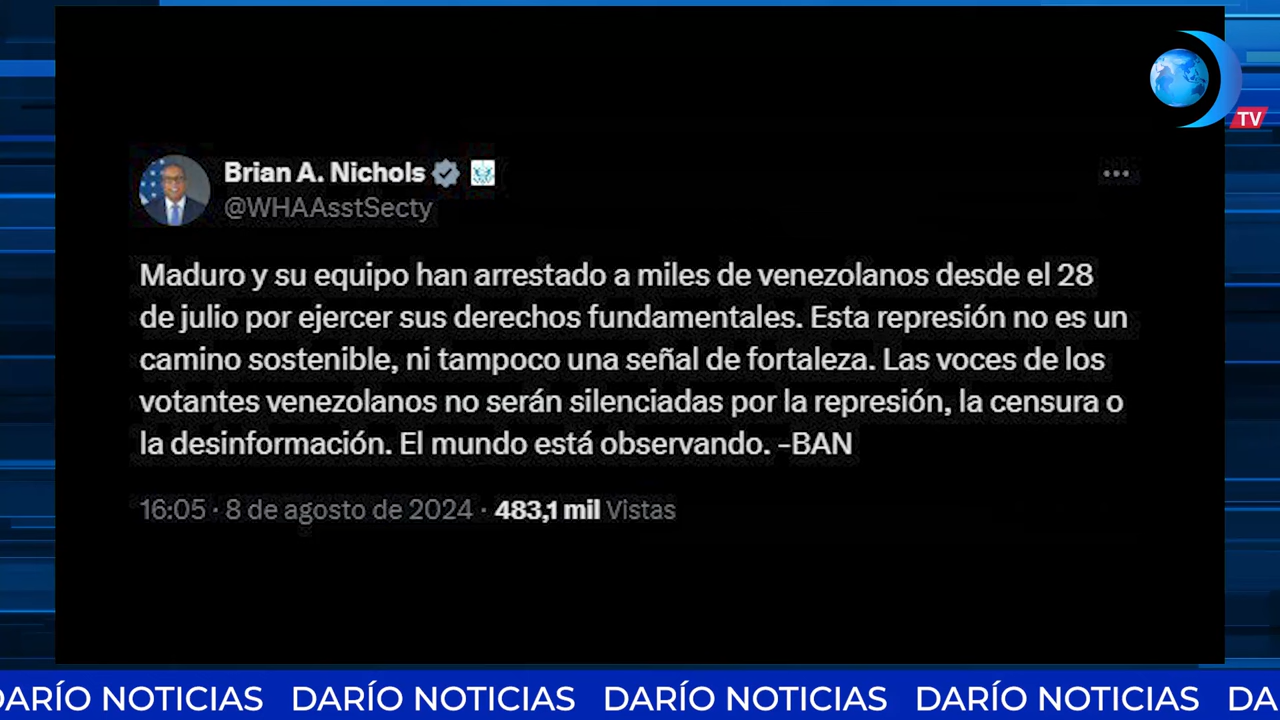 TV
Brian A. Nichols
@WHAAsstSecty
Maduro y su equipo han arrestado a miles de venezolanos desde el 28
de julio por ejercer sus derechos fundamentales. Esta represión no es un
camino sostenible, ni tampoco una señal de fortaleza. Las voces de los
votantes venezolanos no serán silenciadas por la represión, la censura o
la desinformación. El mundo está observando. -BAN
16:05 · 8 de agosto de 2024 · 483,1 mil Vistas
DARÍO NOTICIAS DARÍO NOTICIAS DARÍO NOTICIAS DARÍO NOTICIAS DA